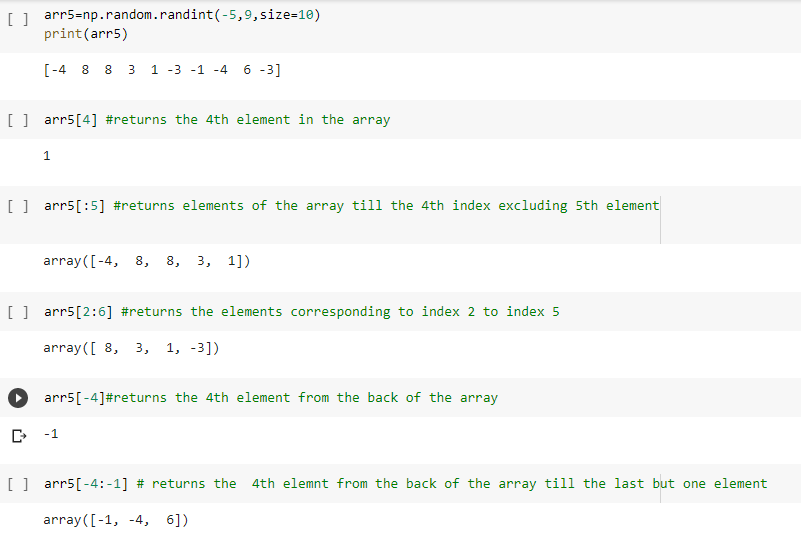 [ ] arr5=np.random.randint(-5,9,size=10)
print(arr5)
[-4  8  8  3  1 -3 -1 -4  6 -3]
[ ] arr5[4] #returns the 4th element in the array
1
[ ] arr5[:5] #returns elements of the array till the 4th index excluding 5th element
array([-4,  8,  8,  3,  1])
[ ] arr5[2:6] #returns the elements corresponding to index 2 to index 5
array([ 8,  3,  1, -3])
arr5[-4]#returns the 4th element from the back of the array
-1
[ ] arr5[-4:-1] # returns the  4th elemnt from the back of the array till the last but one element
array([-1, -4,  6])